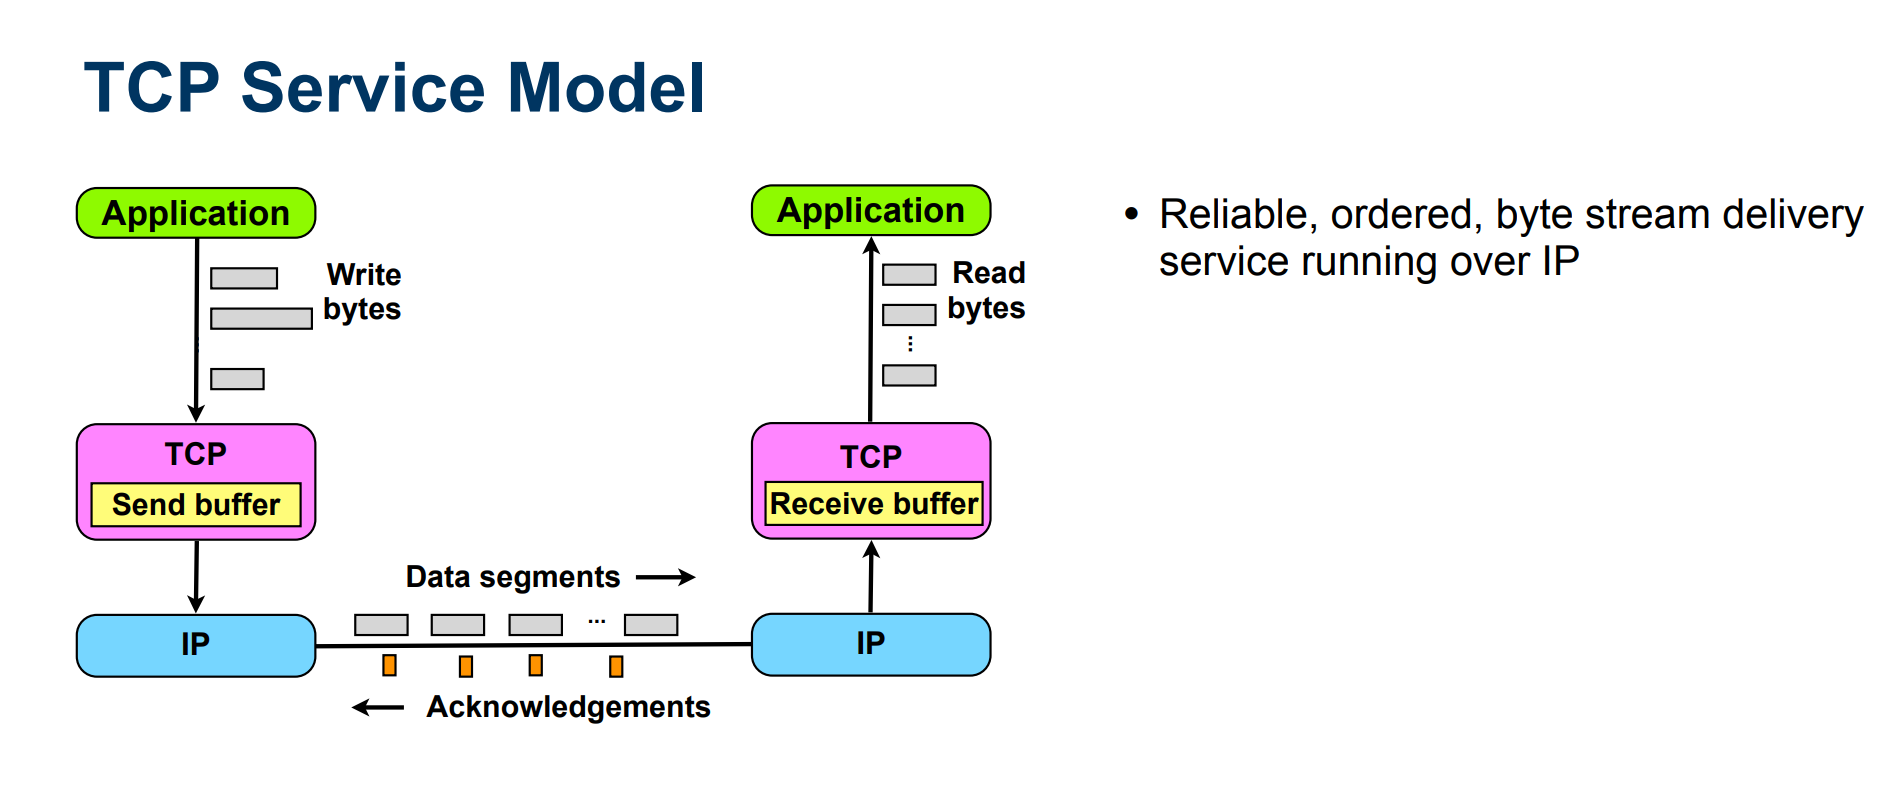 TCP Service Model
Application
Write
bytes
TCP
Send buffer
IP
Data segments
...
Acknowledgements
Application
Read
bytes
...
TCP
Receive buffer
IP
• Reliable, ordered, byte stream delivery
service running over IP